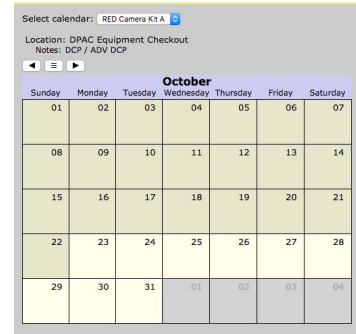 Select calendar: RED Camera Kit A
Location: DPAC Equipment Checkout
Notes: DCP / ADV DCP
October
Sunday Monday Tuesday Wednesday Thursday Friday Saturday
01 02 03 04 05 06 07
08 09 10 11 12 13 14
15 16 17 18 19 20 21
22 23 24 25 26 27 28
29 30 31 01 02 03 04